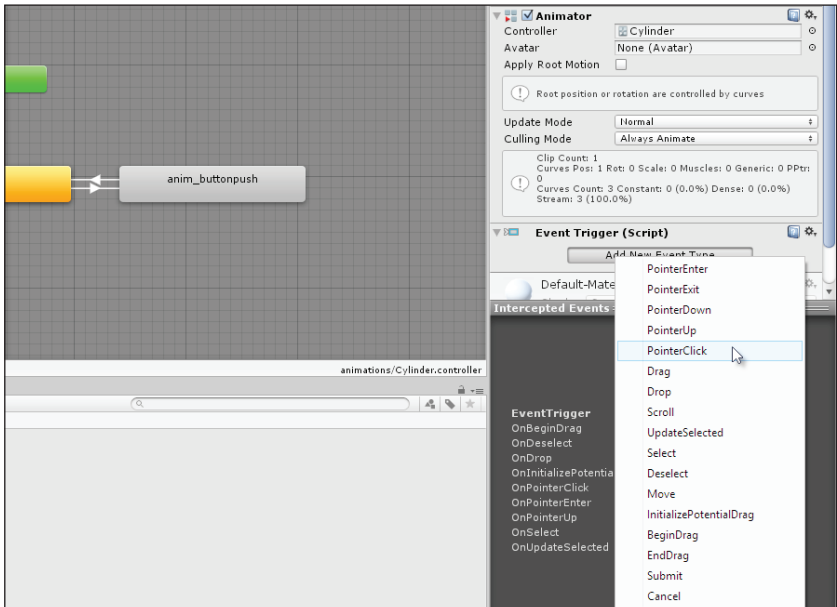 anim_buttonpush
animations/Cylinder.controller
Animator
Controller Cylinder
Avatar None (Avatar)
Apply Root Motion
Root position or rotation are controlled by curves
Update Mode Normal
Culling Mode Always Animate
Clip Count: 1
Curves Pos: 1 Rot: 0 Scale: 0 Muscles: 0 Generic: 0 PPtr:
0
Curves Count: 3 Constant: 0 (0.0%) Dense: 0 (0.0%)
Stream: 3 (100.0%)
Event Trigger (Script)
Add New Event Type
Default-Mate
Intercepted Events
EventTrigger
OnBeginDrag
OnDeselect
OnDrop
OnInitializePotentia
OnPointerClick
OnPointerEnter
OnPointerUp
OnSelect
OnUpdateSelected
PointerEnter
PointerExit
PointerDown
PointerUp
PointerClick
Drag
Drop
Scroll
UpdateSelected
Select
Deselect
Move
InitializePotentialDrag
BeginDrag
EndDrag
Submit
Cancel